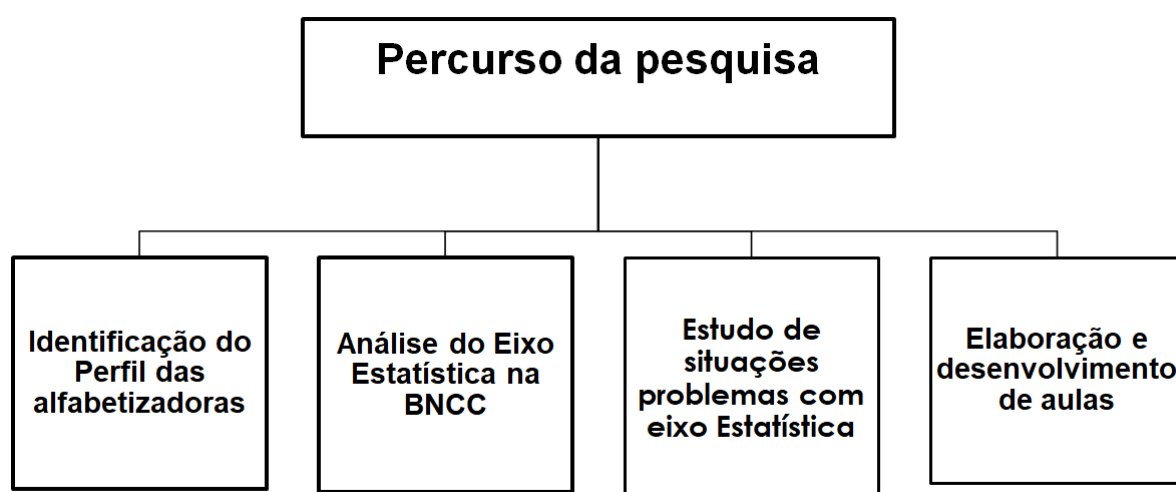 Percurso da pesquisa
Identificação do
Perfil das
alfabetizadoras
Análise do Eixo
Estatística na
BNCC
Estudo de
situações
problemas com
eixo Estatística
Elaboração e
desenvolvimento
de aulas